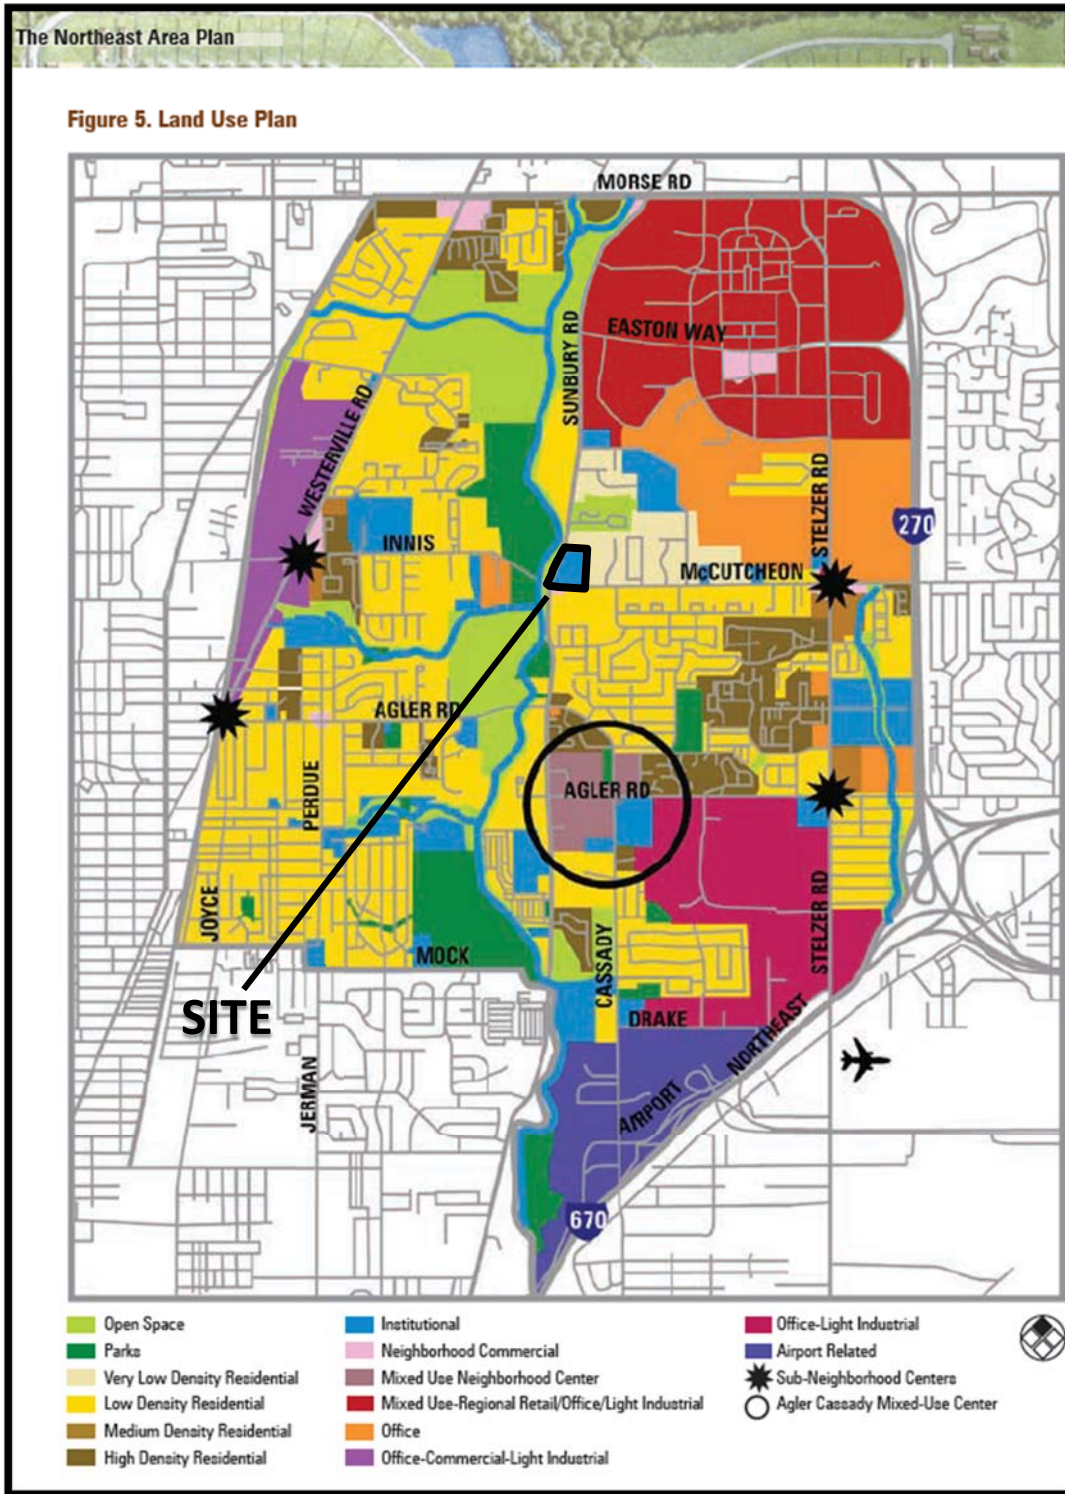 The Northeast Area Plan
Figure 5. Land Use Plan
MORSE RD
SUNBURY RD
EASTON WAY
WESTERVILLE RD
STELZER RD
270
INNIS
McCUTCHEON
AGLER RD
AGLER RD
PERDUE
JOYCE
STELZER RD
MOCK
CASSADY
SITE
DRAKE
NORTHEAST
JERMAN
AIRPORT
670
Open Space
Parks
Very Low Density Residential
Low Density Residential
Medium Density Residential
High Density Residential
Institutional
Neighborhood Commercial
Mixed Use Neighborhood Center
Mixed Use-Regional Retail/Office/Light Industrial
Office
Office-Commercial-Light Industrial
Office-Light Industrial
Airport Related
Sub-Neighborhood Centers
Agler Cassady Mixed-Use Center